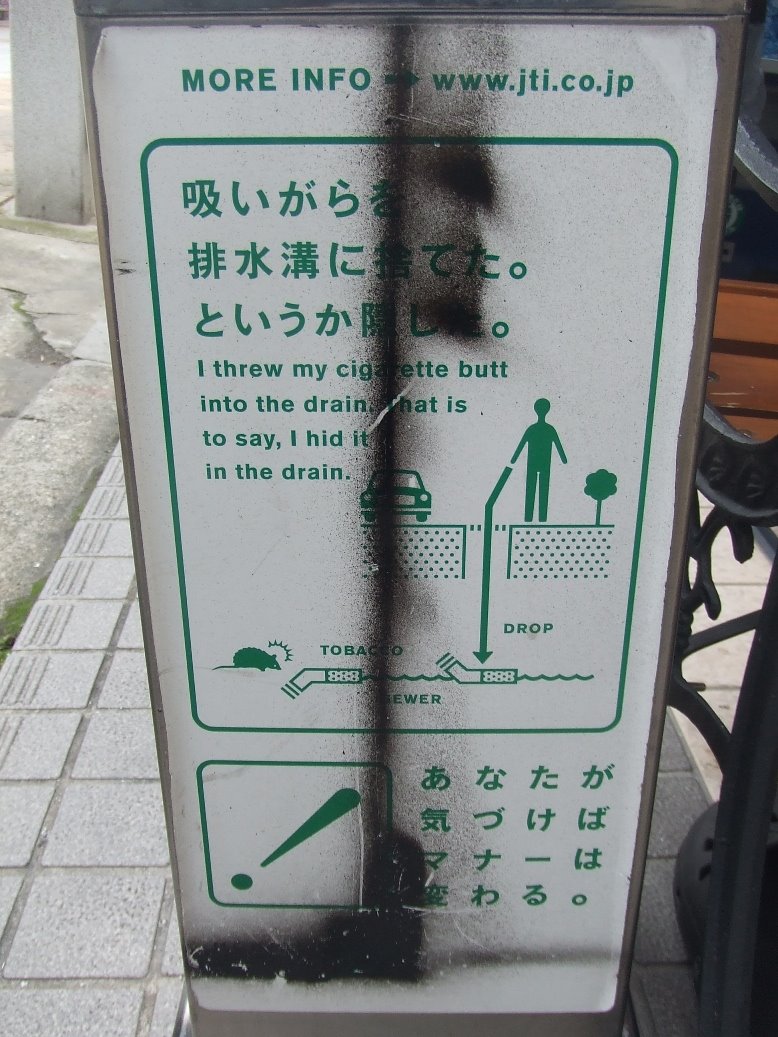 MORE INFO → www.jti.co.jp
吸いがらを
排水溝に捨てた。
というか隠した。
I threw my cigarette butt
into the drain. That is
to say, I hid it
in the drain.
DROP
TOBACCO
SEWER
あなたが
気づけば
マナーは
変わる。